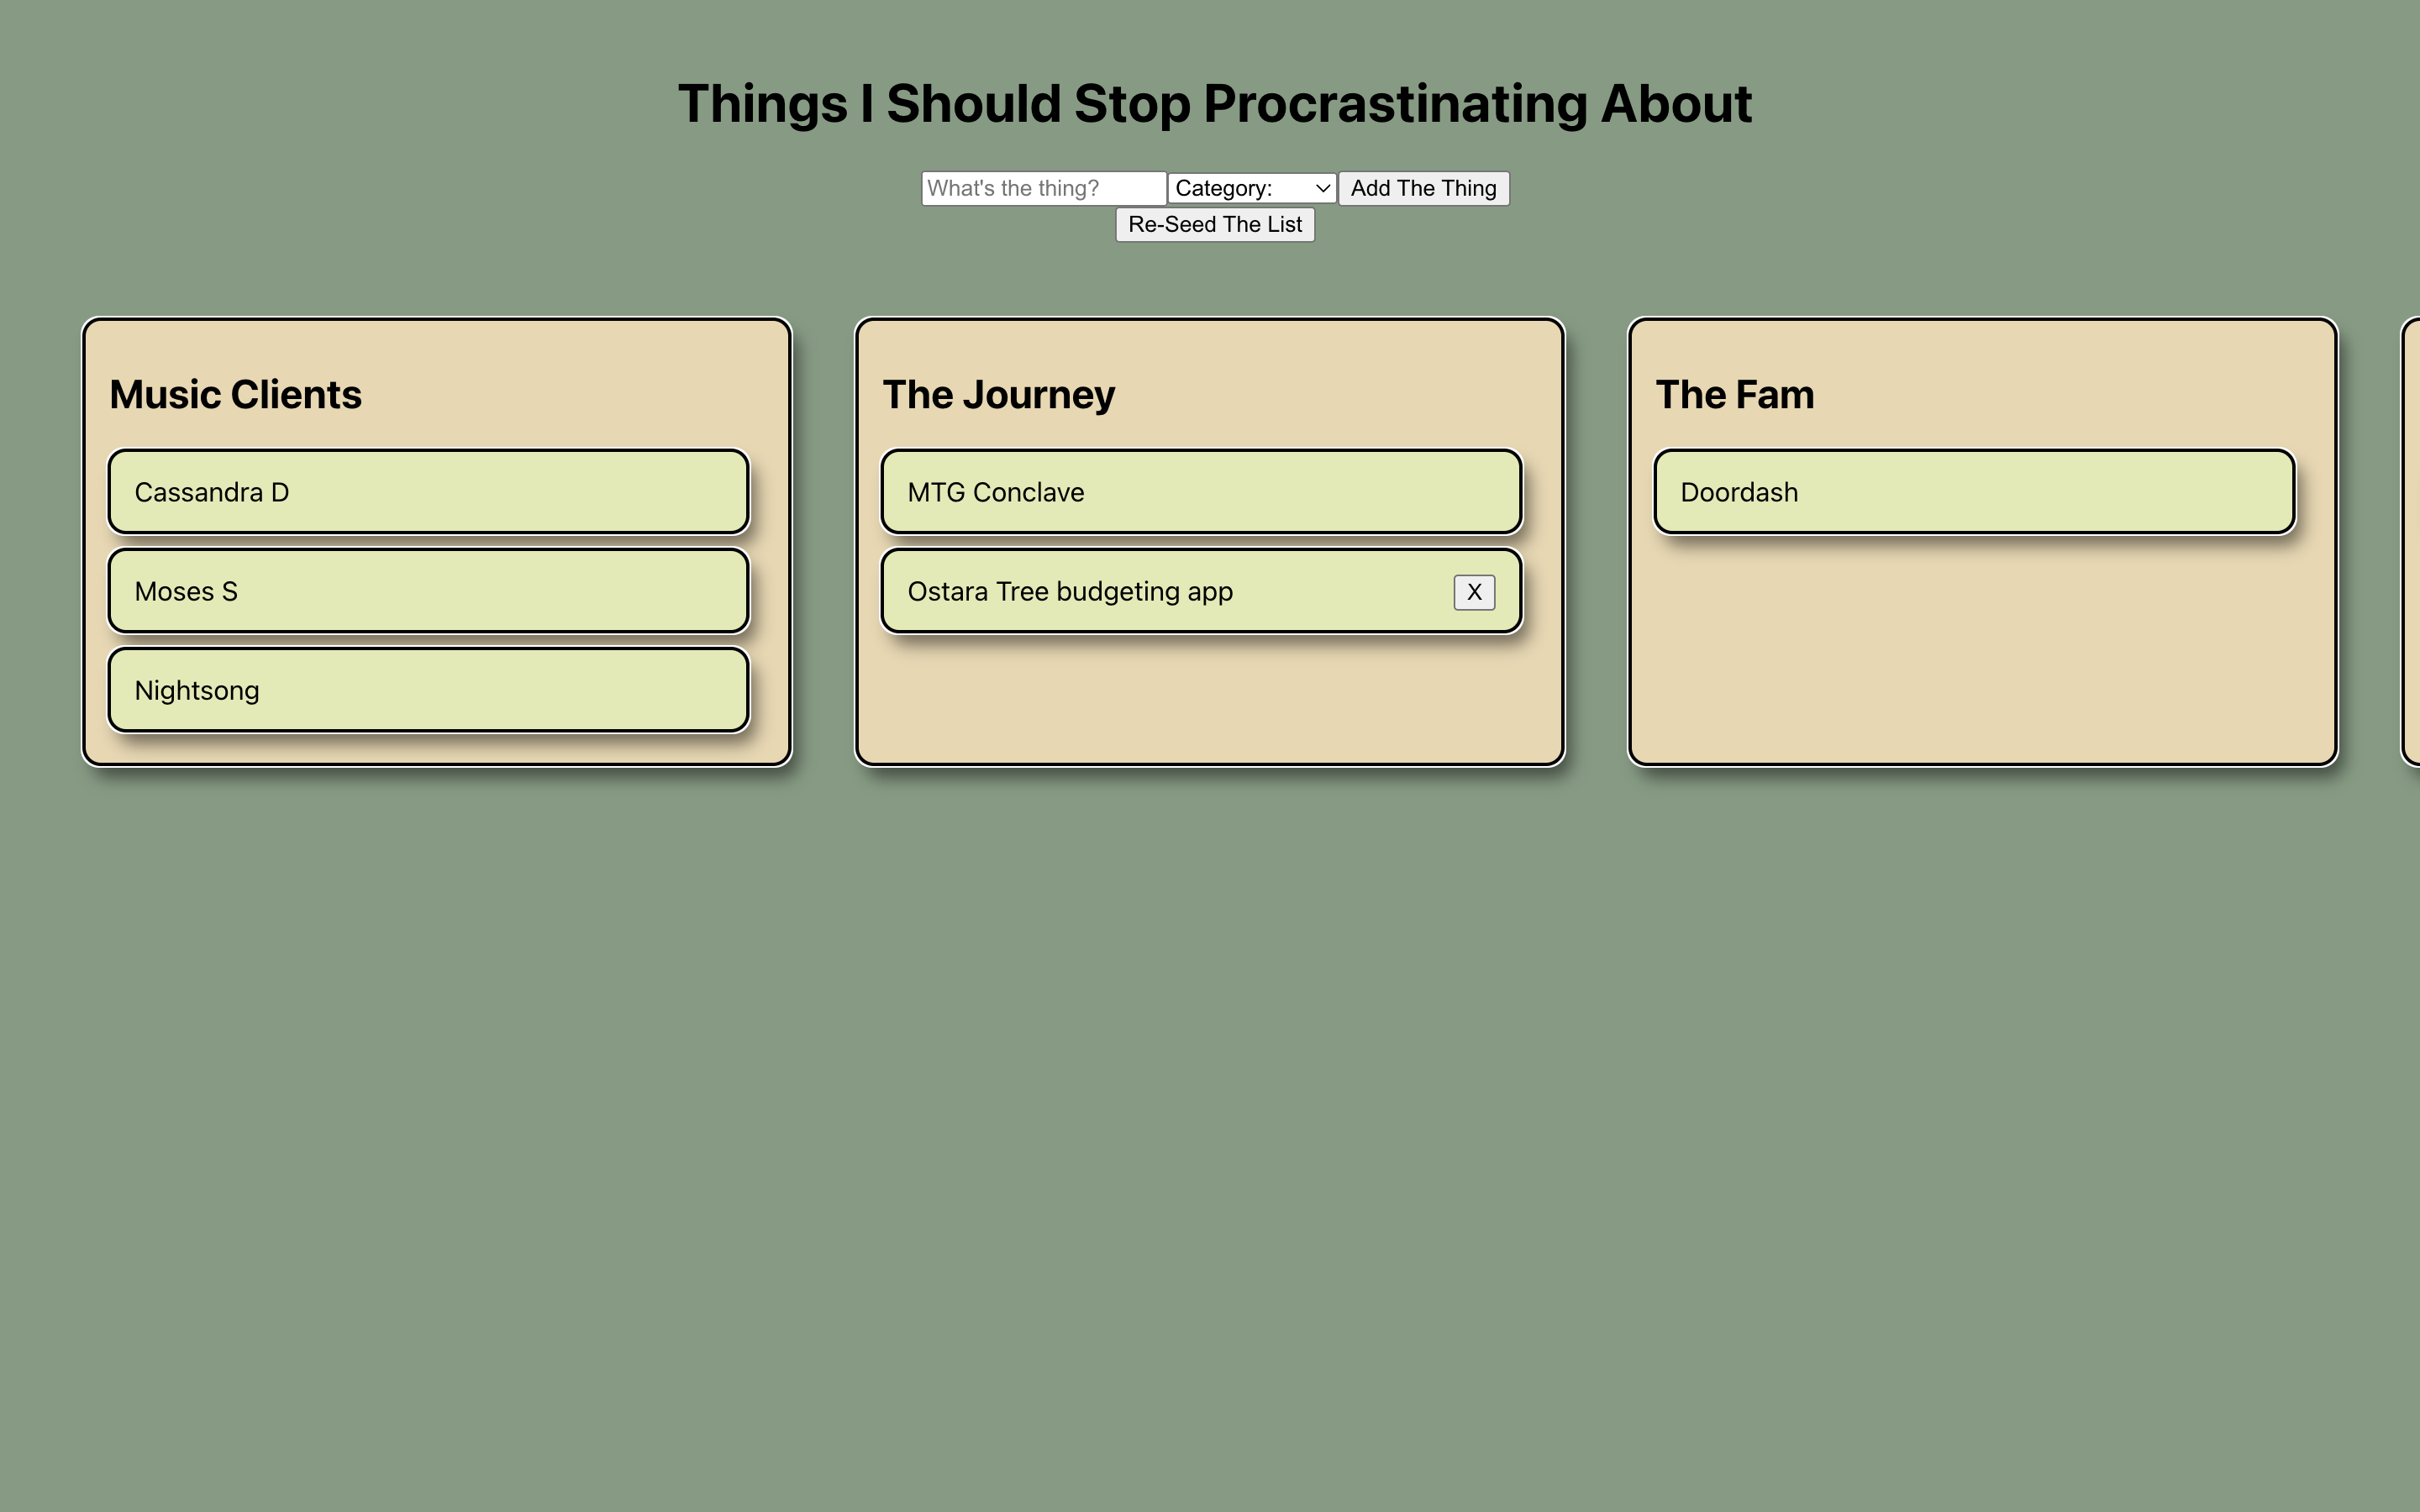 Things I Should Stop Procrastinating About
What's the thing? Category: Add The Thing
Re-Seed The List
Music Clients
Cassandra D
Moses S
Nightsong
The Journey
MTG Conclave
Ostara Tree budgeting app X
The Fam
Doordash